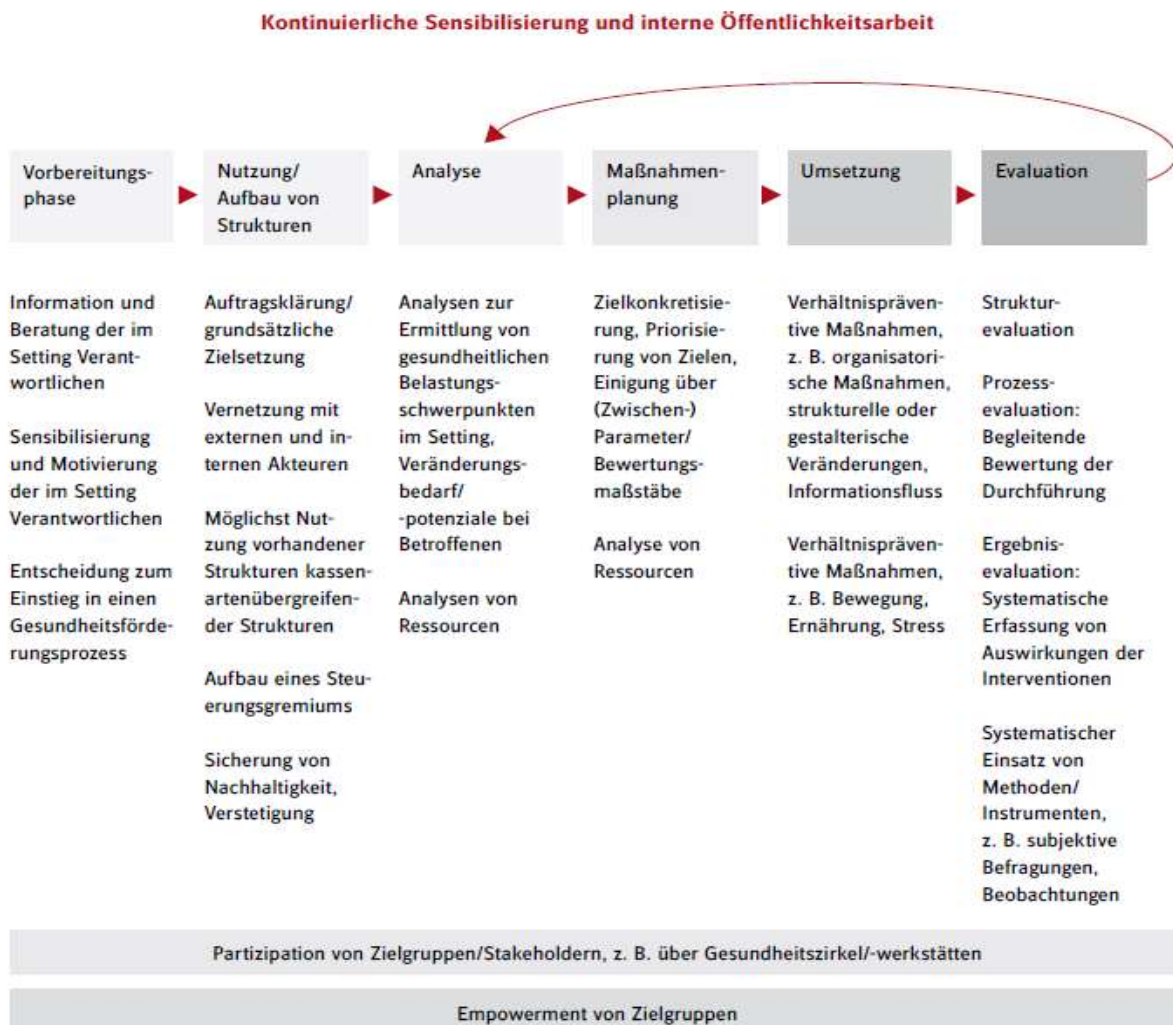 Kontinuierliche Sensibilisierung und interne Öffentlichkeitsarbeit
Vorbereitungs-
phase
Nutzung/
Aufbau von
Strukturen
Analyse
Maßnahmen-
planung
Umsetzung
Evaluation
Information und
Beratung der im
Setting Verant-
wortlichen
Sensibilisierung
und Motivierung
der im Setting
Verantwortlichen
Entscheidung zum
Einstieg in einen
Gesundheitsförde-
rungsprozess
Auftragsklärung/
grundsätzliche
Zielsetzung
Vernetzung mit
externen und in-
ternen Akteuren
Möglichst Nut-
zung vorhandener
Strukturen kassen-
artenübergreifen-
der Strukturen
Aufbau eines Steu-
erungsgremiums
Sicherung von
Nachhaltigkeit,
Verstetigung
Analysen zur
Ermittlung von
gesundheitlichen
Belastungs-
schwerpunkten
im Setting,
Veränderungs-
bedarf/
-potenziale bei
Betroffenen
Analysen von
Ressourcen
Zielkonkretisie-
rung, Priorisie-
rung von Zielen,
Einigung über
(Zwischen-)
Parameter/
Bewertungs-
maßstäbe
Analyse von
Ressourcen
Verhältnispräven-
tive Maßnahmen,
z. B. organisatori-
sche Maßnahmen,
strukturelle oder
gestalterische
Veränderungen,
Informationsfluss
Verhältnispräven-
tive Maßnahmen,
z. B. Bewegung,
Ernährung, Stress
Struktur-
evaluation
Prozess-
evaluation:
Begleitende
Bewertung der
Durchführung
Ergebnis-
evaluation:
Systematische
Erfassung von
Auswirkungen der
Interventionen
Systematischer
Einsatz von
Methoden/
Instrumenten,
z. B. subjektive
Befragungen,
Beobachtungen
Partizipation von Zielgruppen/Stakeholdern, z. B. über Gesundheitszirkel/-werkstätten
Empowerment von Zielgruppen